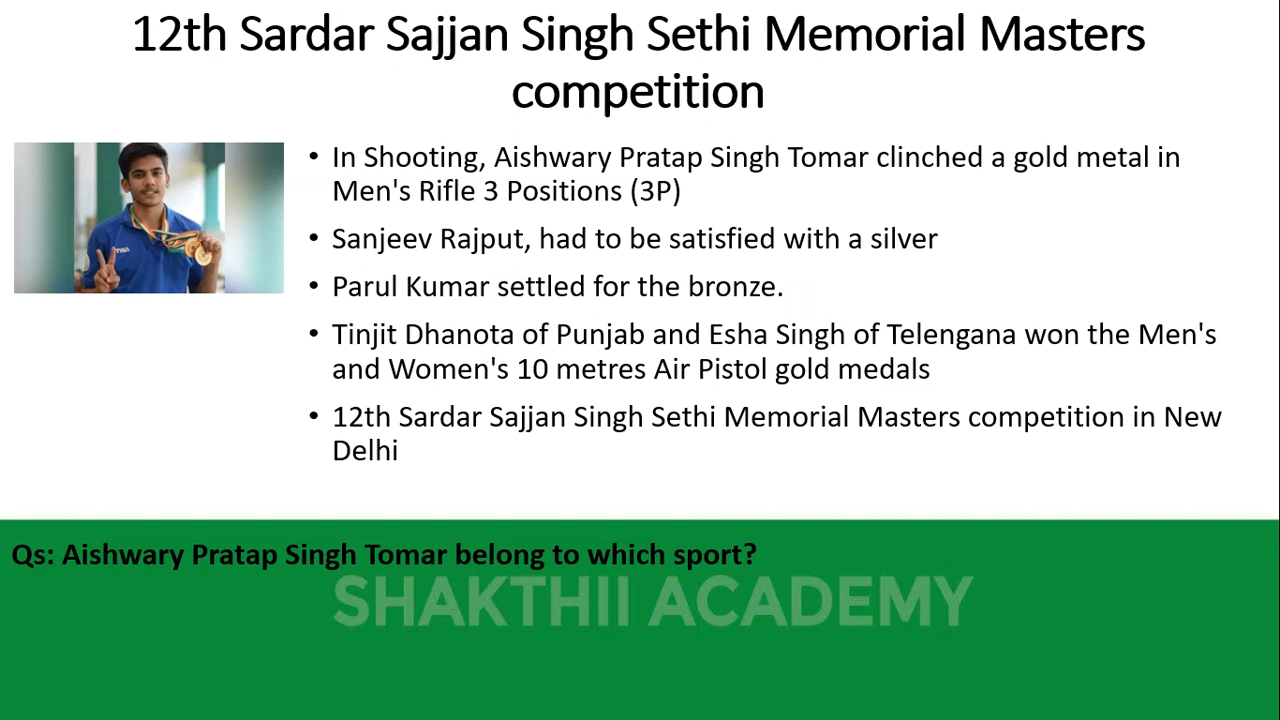 12th Sardar Sajjan Singh Sethi Memorial Masters
competition
• In Shooting, Aishwary Pratap Singh Tomar clinched a gold metal in
Men's Rifle 3 Positions (3P)
• Sanjeev Rajput, had to be satisfied with a silver
• Parul Kumar settled for the bronze.
• Tinjit Dhanota of Punjab and Esha Singh of Telengana won the Men's
and Women's 10 metres Air Pistol gold medals
• 12th Sardar Sajjan Singh Sethi Memorial Masters competition in New
Delhi
Qs: Aishwary Pratap Singh Tomar belong to which sport?
SHAKTHII ACADEMY